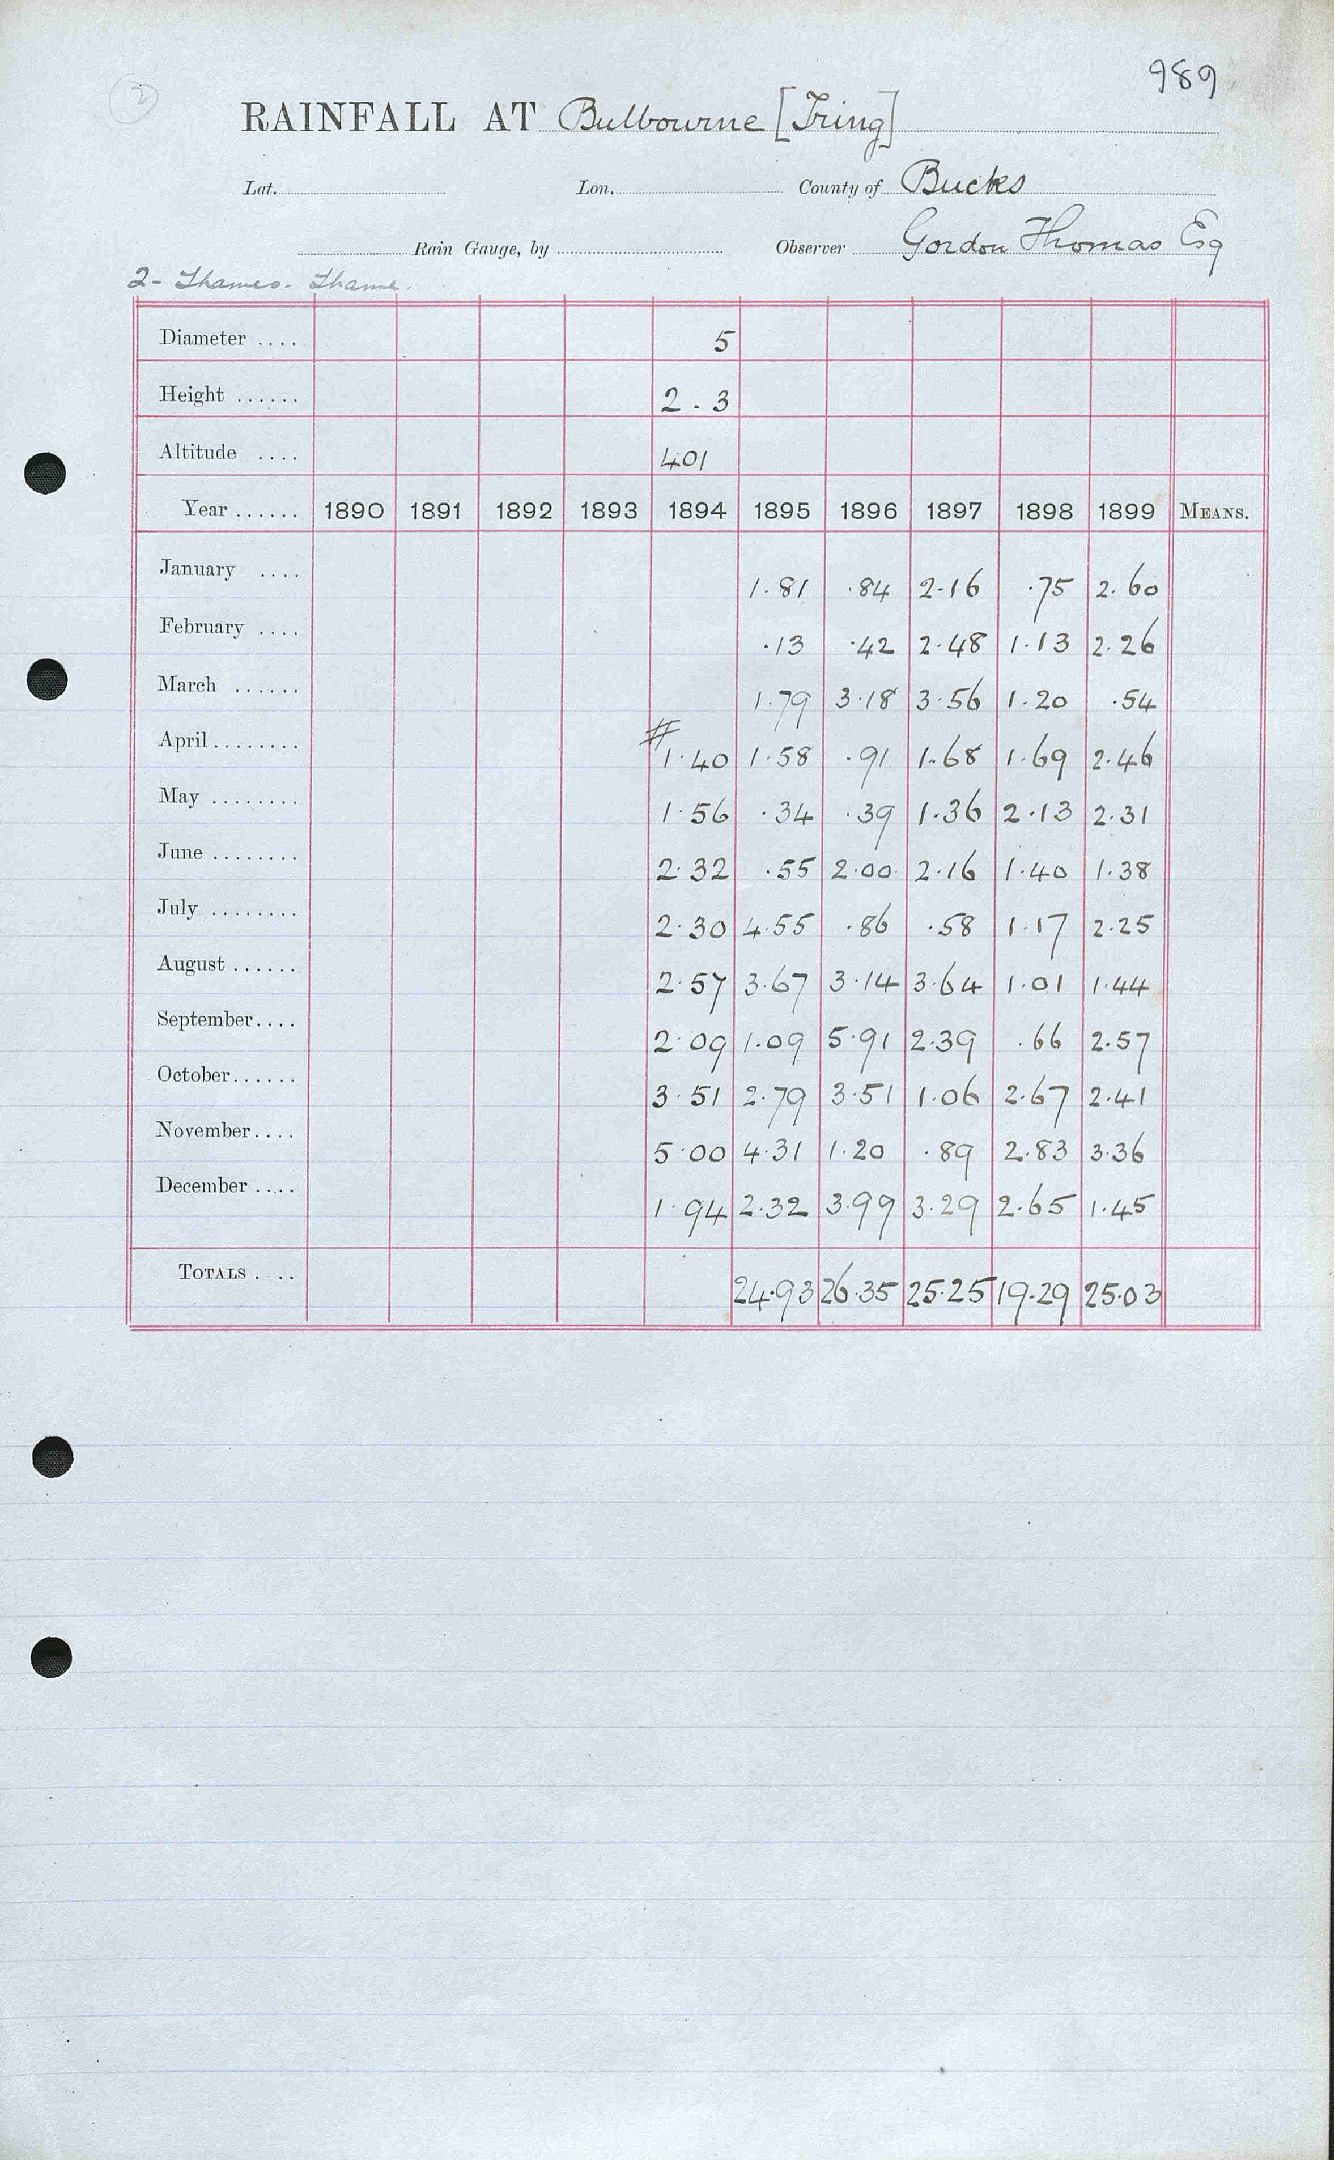 989
2
RAINFALL AT Bulbourne [Tring]
Lat. Lon. County of Bucks
Rain Gauge, by Observer Gordon Thomas Esq
2- Thames. Thame.
Diameter .... 5
Height ...... 2.3
Altitude .... 401
Year ...... 1890 1891 1892 1893 1894 1895 1896 1897 1898 1899 MEANS.
January .... 1.81 .84 2.16 .75 2.60
February .... .13 .42 2.48 1.13 2.26
March ...... 1.79 3.18 3.56 1.20 .54
April ........ # 1.40 1.58 .91 1.68 1.69 2.46
May ........ 1.56 .34 .39 1.36 2.13 2.31
June ........ 2.32 .55 2.00 2.16 1.40 1.38
July ........ 2.30 4.55 .86 .58 1.17 2.25
August ...... 2.57 3.67 3.14 3.64 1.01 1.44
September .... 2.09 1.09 5.91 2.39 .66 2.57
October ...... 3.51 2.79 3.51 1.06 2.67 2.41
November .... 5.00 4.31 1.20 .89 2.83 3.36
December .... 1.94 2.32 3.99 3.29 2.65 1.45
TOTALS .... 24.93 26.35 25.25 19.29 25.03